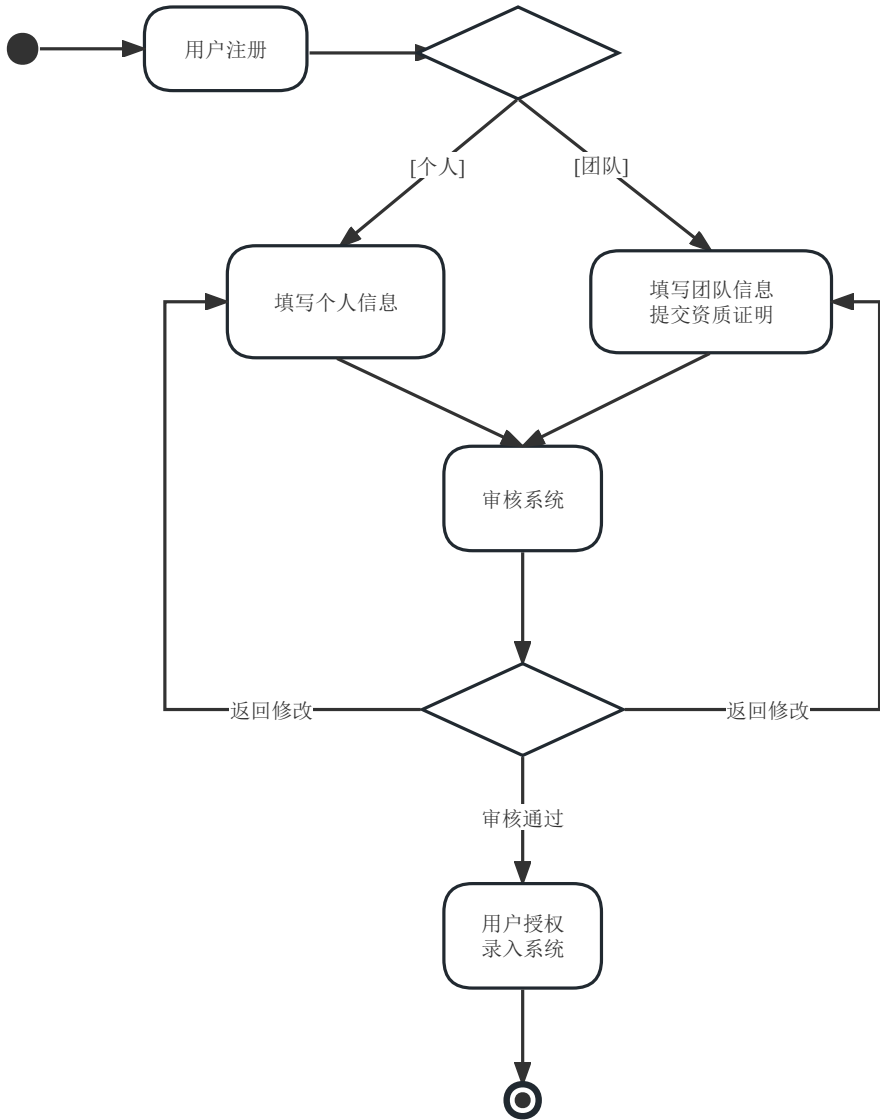 用户注册
[个人]
[团队]
填写个人信息
填写团队信息
提交资质证明
审核系统
返回修改
返回修改
审核通过
用户授权
录入系统